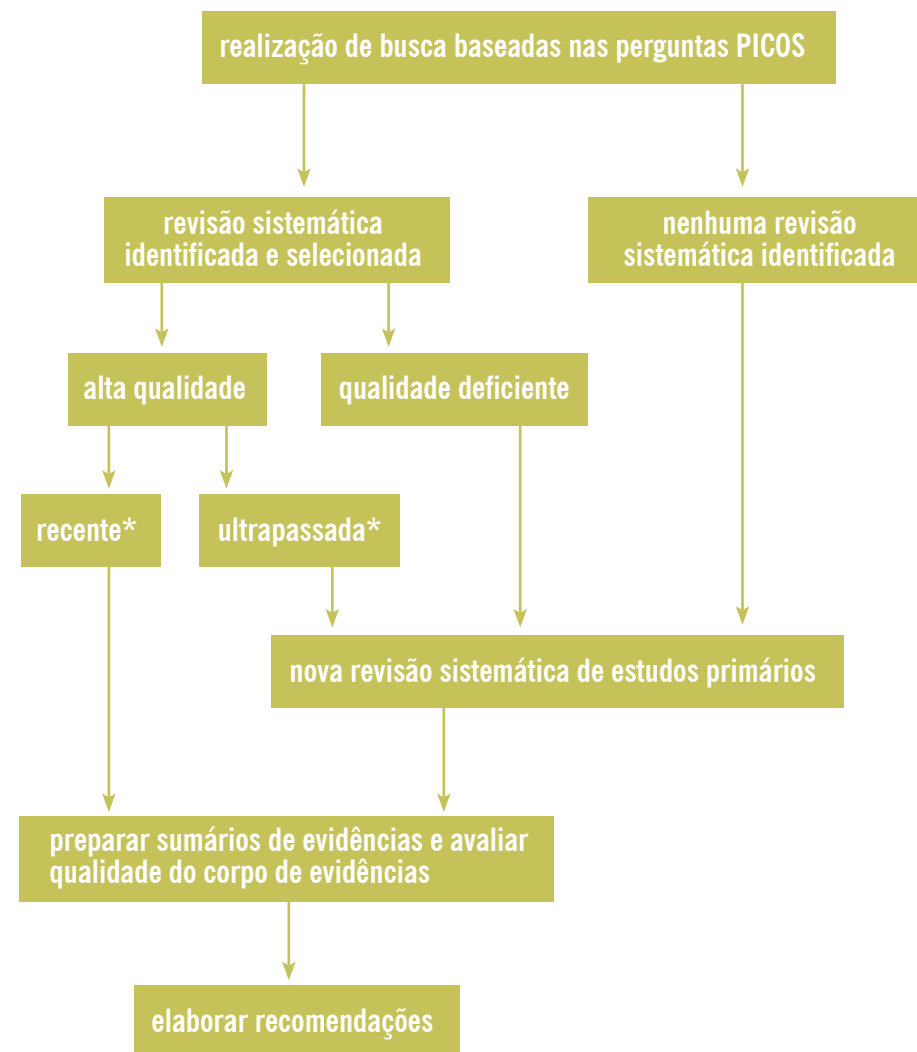 realização de busca baseadas nas perguntas PICOS
revisão sistemática
identificada e selecionada
nenhuma revisão
sistemática identificada
alta qualidade
qualidade deficiente
recente*
ultrapassada*
nova revisão sistemática de estudos primários
preparar sumários de evidências e avaliar
qualidade do corpo de evidências
elaborar recomendações